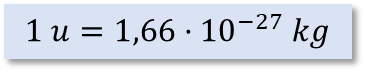 1 u = 1,66 · 10⁻²⁷ kg